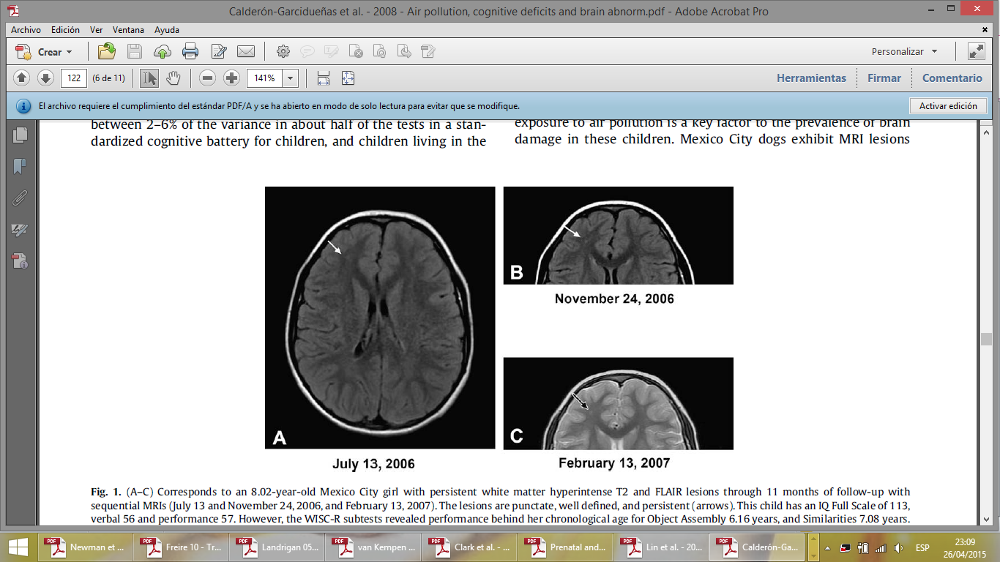 Calderón-Garcidueñas et al. - 2008 - Air pollution, cognitive deficits and brain abnorm.pdf - Adobe Acrobat Pro
Archivo Edición Ver Ventana Ayuda
Crear
Personalizar
122 (6 de 11) 141%
Herramientas Firmar Comentario
El archivo requiere el cumplimiento del estándar PDF/A y se ha abierto en modo de solo lectura para evitar que se modifique.
Activar edición
between 2–6% of the variance in about half of the tests in a stan-
dardized cognitive battery for children, and children living in the
exposure to air pollution is a key factor to the prevalence of brain
damage in these children. Mexico City dogs exhibit MRI lesions
A
July 13, 2006
B
November 24, 2006
C
February 13, 2007
Fig. 1. (A–C) Corresponds to an 8.02-year-old Mexico City girl with persistent white matter hyperintense T2 and FLAIR lesions through 11 months of follow-up with
sequential MRIs (July 13 and November 24, 2006, and February 13, 2007). The lesions are punctate, well defined, and persistent (arrows). This child has an IQ Full Scale of 113,
verbal 56 and performance 57. However, the WISC-R subtests revealed performance behind her chronological age for Object Assembly 6.16 years, and Similarities 7.08 years.
PDF Newman et ...
PDF Freire 10 - Tr...
PDF Landrigan 05...
PDF van Kempen ...
PDF Clark et al. - ...
PDF Prenatal and...
PDF Lin et al. - 20...
PDF Calderón-Ga...
ESP
23:09
26/04/2015